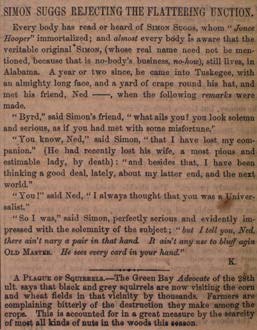 SIMON SUGGS REJECTING THE FLATTERING UNCTION.
Every body has read or heard of SIMON SUGGS, whom "Jonce
Hooper" immortalized; and almost every body is aware that the
veritable original SIMON, (whose real name need not be men-
tioned, because that is no-body's business, no-how), still lives, in
Alabama. A year or two since, he came into Tuskegee, with
an almighty long face, and a yard of crape round his hat, and
met his friend, Ned ——, when the following remarks were
made.
"Byrd," said Simon's friend, "what ails you? you look solemn
and serious, as if you had met with some misfortune."
"You know, Ned," said Simon, "that I have lost my com-
panion." (He had recently lost his wife, a most pious and
estimable lady, by death): "and besides that, I have been
thinking a good deal, lately, about my latter end, and the next
world."
"You!" said Ned, "I always thought that you was a Univer-
salist."
"So I was," said Simon, perfectly serious and evidently im-
pressed with the solemnity of the subject; "but I tell you, Ned,
there ain't nary a pair in that hand. It ain't any use to bluff agin
OLD MASTER. He sees every card in your hand."
K.
A PLAGUE OF SQUIRRELS.—The Green Bay Advocate of the 28th
ult. says that black and grey squirrels are now visiting the corn
and wheat fields in that vicinity by thousands. Farmers are
complaining bitterly of the destruction they make among the
crops. This is accounted for in a great measure by the scarcity
of most all kinds of nuts in the woods this season.